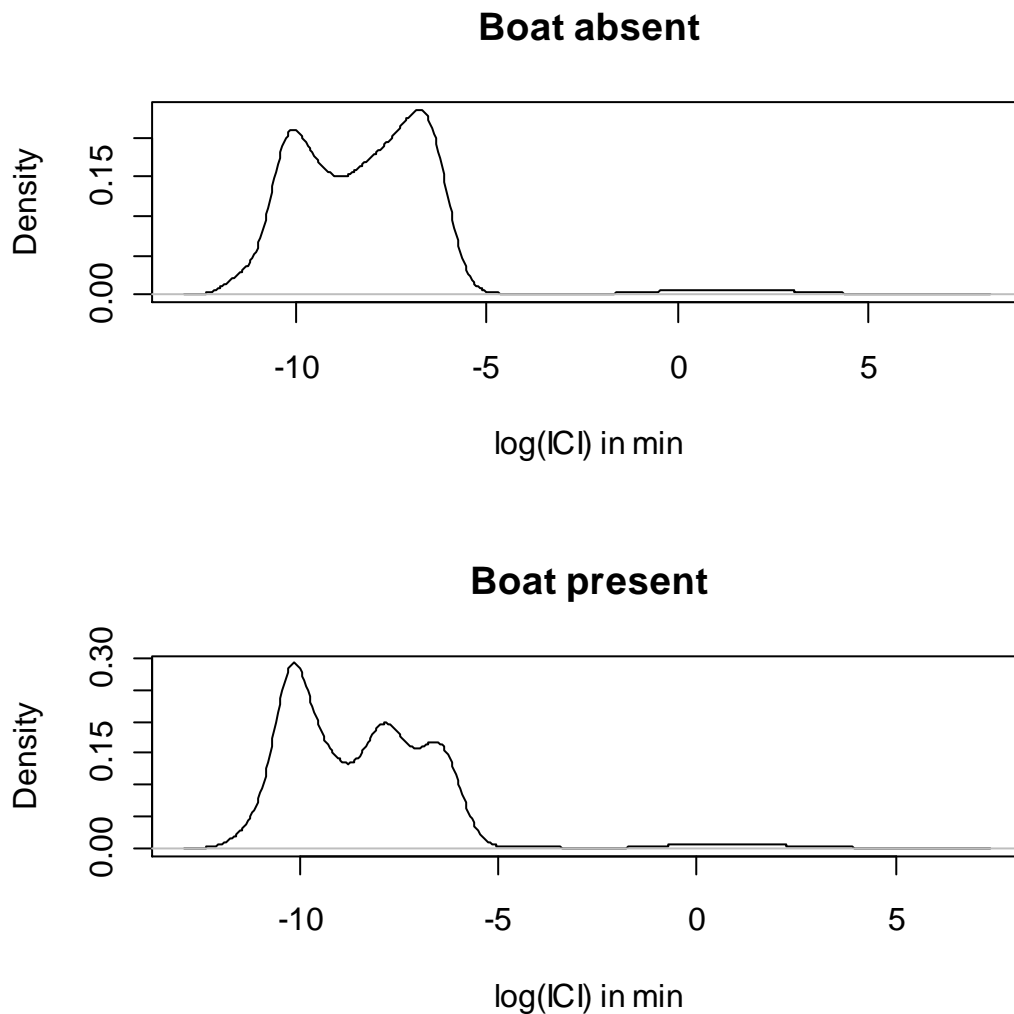 Boat absent
Density
0.00
0.15
-10
-5
0
5
log(ICI) in min
Boat present
Density
0.00
0.15
0.30
-10
-5
0
5
log(ICI) in min